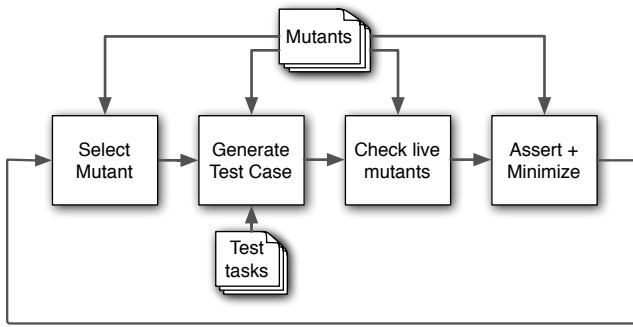 Mutants
Select
Mutant
Generate
Test Case
Check live
mutants
Assert +
Minimize
Test
tasks